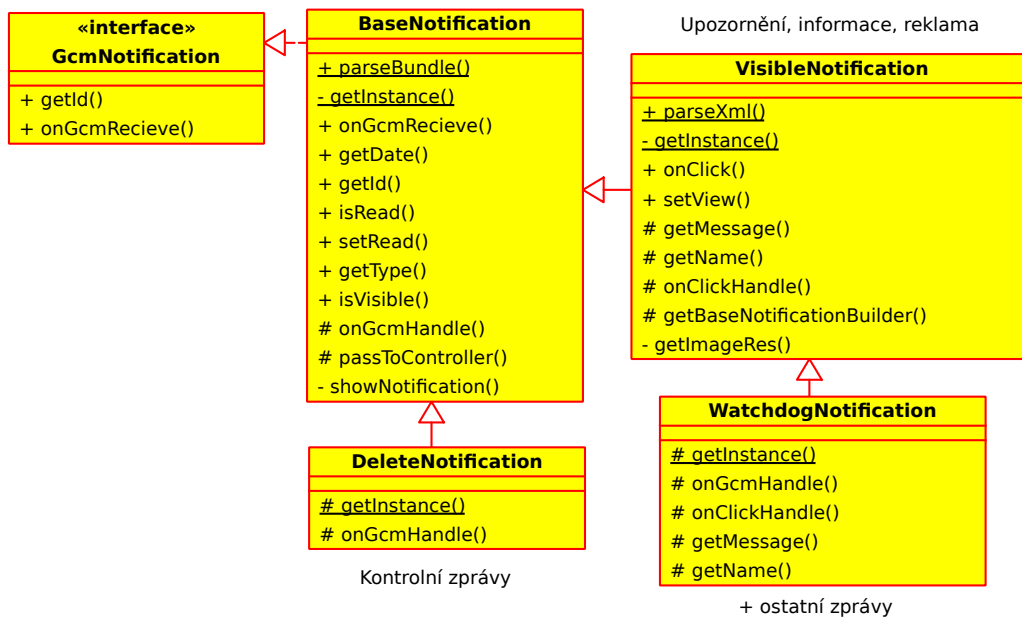 «interface»
GcmNotification
+ getId()
+ onGcmRecieve()
BaseNotification
+ parseBundle()
- getInstance()
+ onGcmRecieve()
+ getDate()
+ getId()
+ isRead()
+ setRead()
+ getType()
+ isVisible()
# onGcmHandle()
# passToController()
- showNotification()
Upozornění, informace, reklama
VisibleNotification
+ parseXml()
- getInstance()
+ onClick()
+ setView()
# getMessage()
# getName()
# onClickHandle()
# getBaseNotificationBuilder()
- getImageRes()
DeleteNotification
# getInstance()
# onGcmHandle()
Kontrolní zprávy
WatchdogNotification
# getInstance()
# onGcmHandle()
# onClickHandle()
# getMessage()
# getName()
+ ostatní zprávy